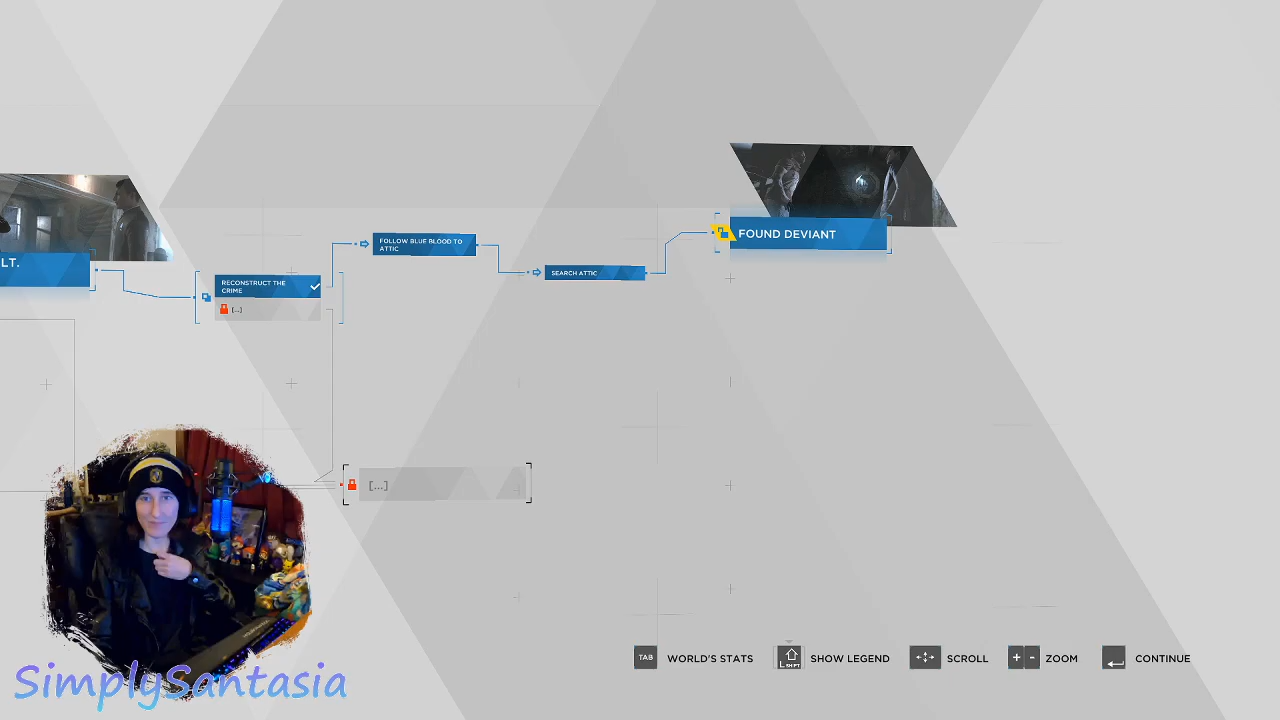 FOUND DEVIANT
FOLLOW BLUE BLOOD TO
ATTIC
LT.
SEARCH ATTIC
RECONSTRUCT THE
CRIME
[...]
[...]
SimplySantasia
TAB WORLD'S STATS
L SHIFT SHOW LEGEND
SCROLL
+ - ZOOM
CONTINUE